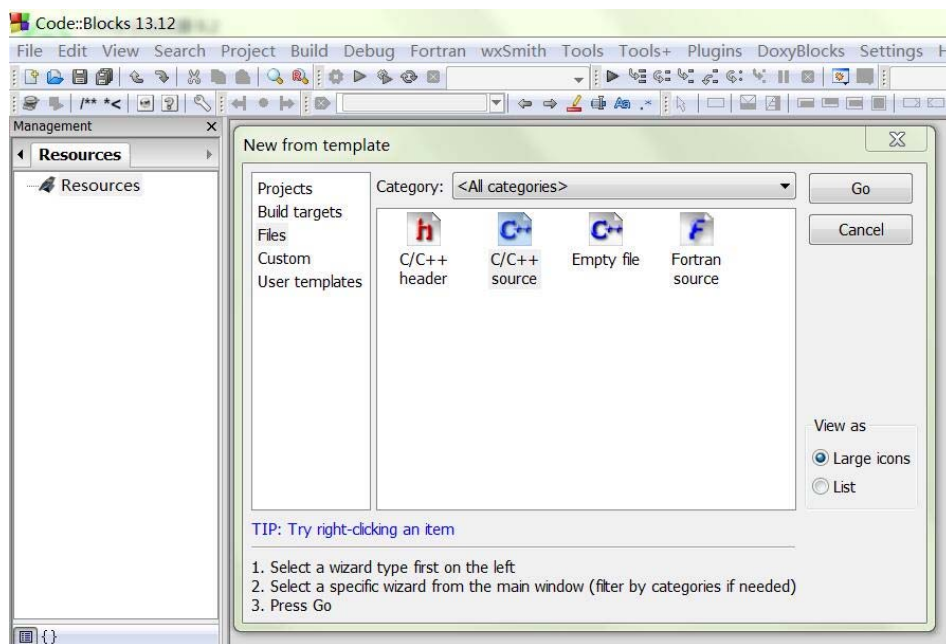 Code::Blocks 13.12
File Edit View Search Project Build Debug Fortran wxSmith Tools Tools+ Plugins DoxyBlocks Settings H
/** *<
Management
Resources
Resources
New from template
Projects
Build targets
Files
Custom
User templates
Category: <All categories>
C/C++ header
C/C++ source
Empty file
Fortran source
Go
Cancel
View as
Large icons
List
TIP: Try right-clicking an item
1. Select a wizard type first on the left
2. Select a specific wizard from the main window (filter by categories if needed)
3. Press Go
{}